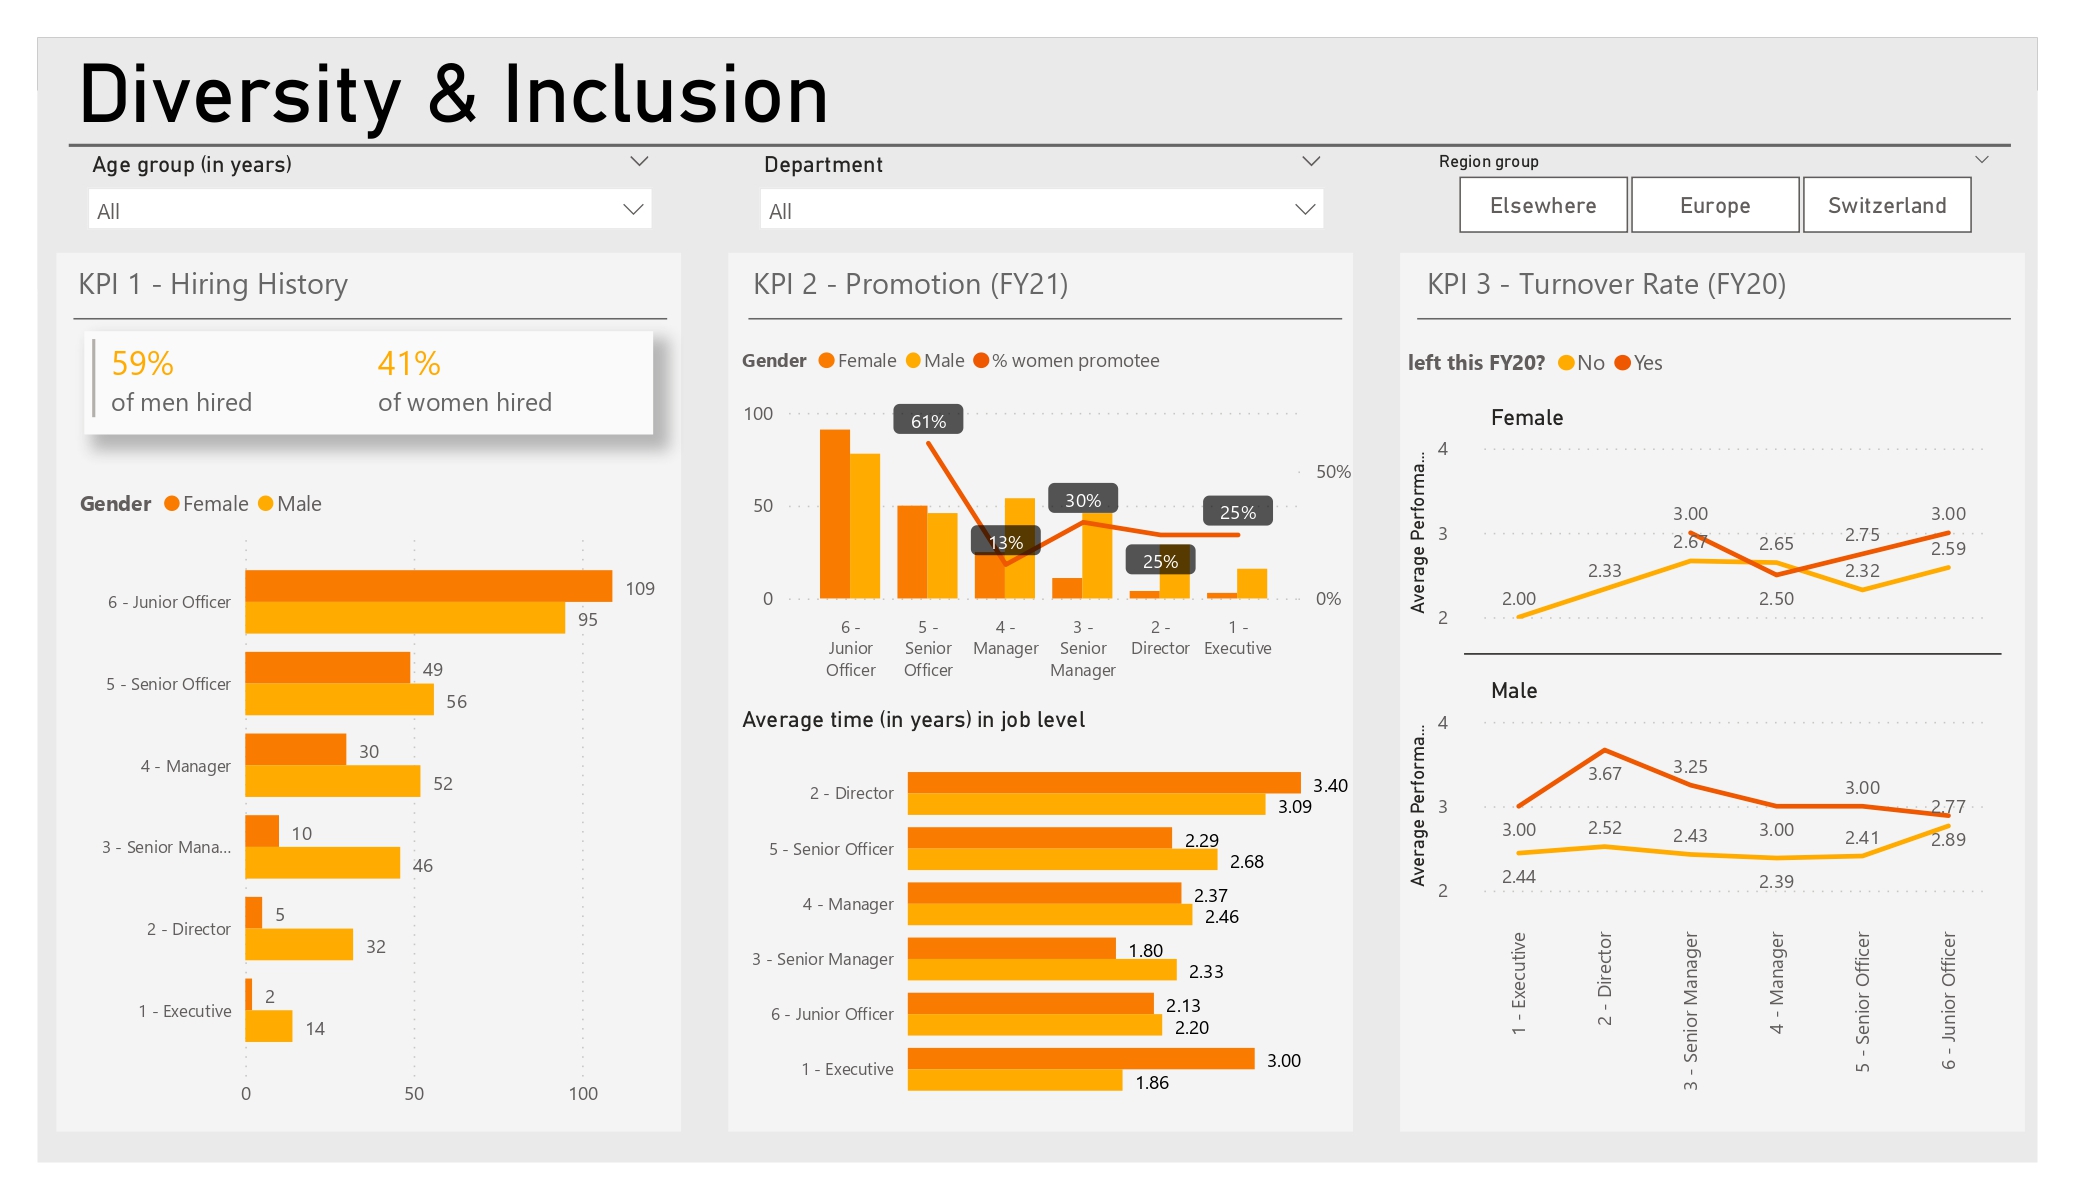 Diversity & Inclusion
Age group (in years)
All
Department
All
Region group
Elsewhere
Europe
Switzerland
KPI 1 - Hiring History
59%
of men hired
41%
of women hired
Gender Female Male
6 - Junior Officer
109
95
5 - Senior Officer
49
56
4 - Manager
30
52
3 - Senior Mana...
10
46
2 - Director
5
32
1 - Executive
2
14
0 50 100
KPI 2 - Promotion (FY21)
Gender Female Male % women promotee
100
50
0
50%
0%
61%
13%
30%
25%
25%
6 - Junior Officer
5 - Senior Officer
4 - Manager
3 - Senior Manager
2 - Director
1 - Executive
Average time (in years) in job level
2 - Director
3.40
3.09
5 - Senior Officer
2.29
2.68
4 - Manager
2.37
2.46
3 - Senior Manager
1.80
2.33
6 - Junior Officer
2.13
2.20
1 - Executive
3.00
1.86
KPI 3 - Turnover Rate (FY20)
left this FY20? No Yes
Female
Average Performa...
4
3
2
3.00
2.75
3.00
2.00
2.33
2.67
2.65
2.50
2.32
2.59
Male
Average Performa...
4
3
2
3.00
3.67
3.25
3.00
3.00
2.77
2.44
2.52
2.43
2.39
2.41
2.89
1 - Executive
2 - Director
3 - Senior Manager
4 - Manager
5 - Senior Officer
6 - Junior Officer